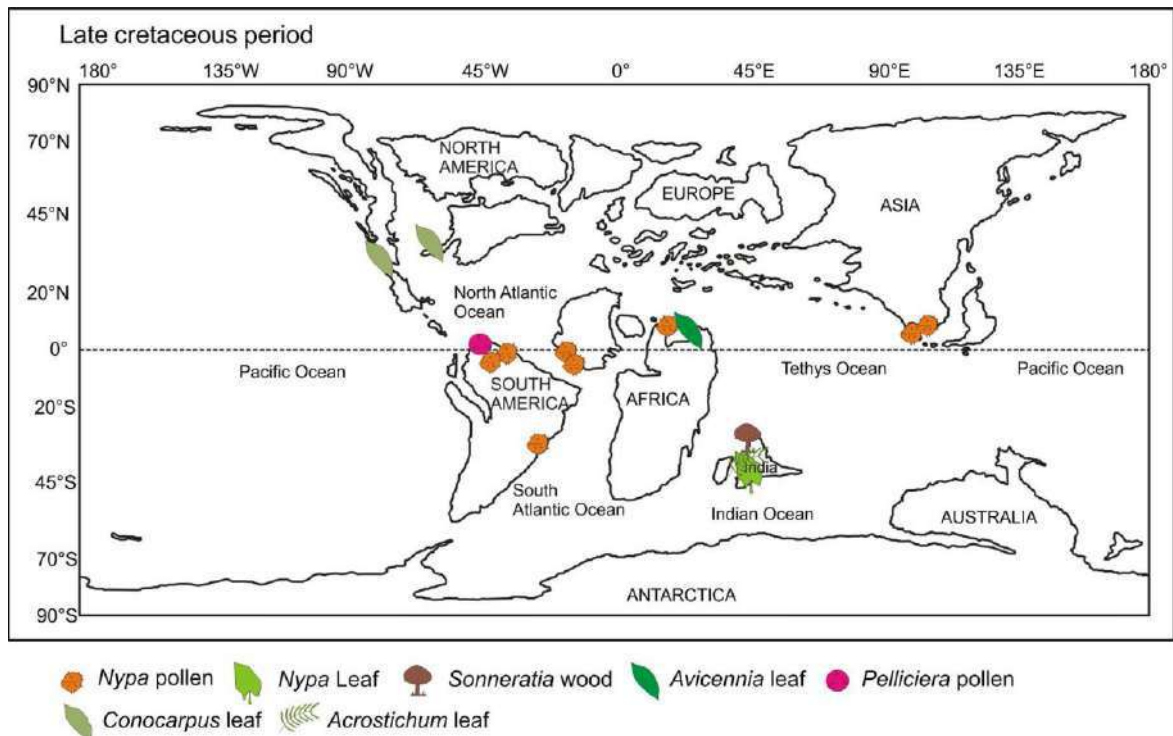 Late cretaceous period
180° 135°W 90°W 45°W 0° 45°E 90°E 135°E 180°
90°N
70°N
NORTH
AMERICA
EUROPE
45°N
ASIA
20°N
North Atlantic
Ocean
0°
Pacific Ocean
Tethys Ocean
Pacific Ocean
SOUTH
AMERICA
AFRICA
20°S
India
45°S
South
Atlantic Ocean
Indian Ocean
AUSTRALIA
70°S
ANTARCTICA
90°S
Nypa pollen Nypa Leaf Sonneratia wood Avicennia leaf Pelliciera pollen
Conocarpus leaf Acrostichum leaf